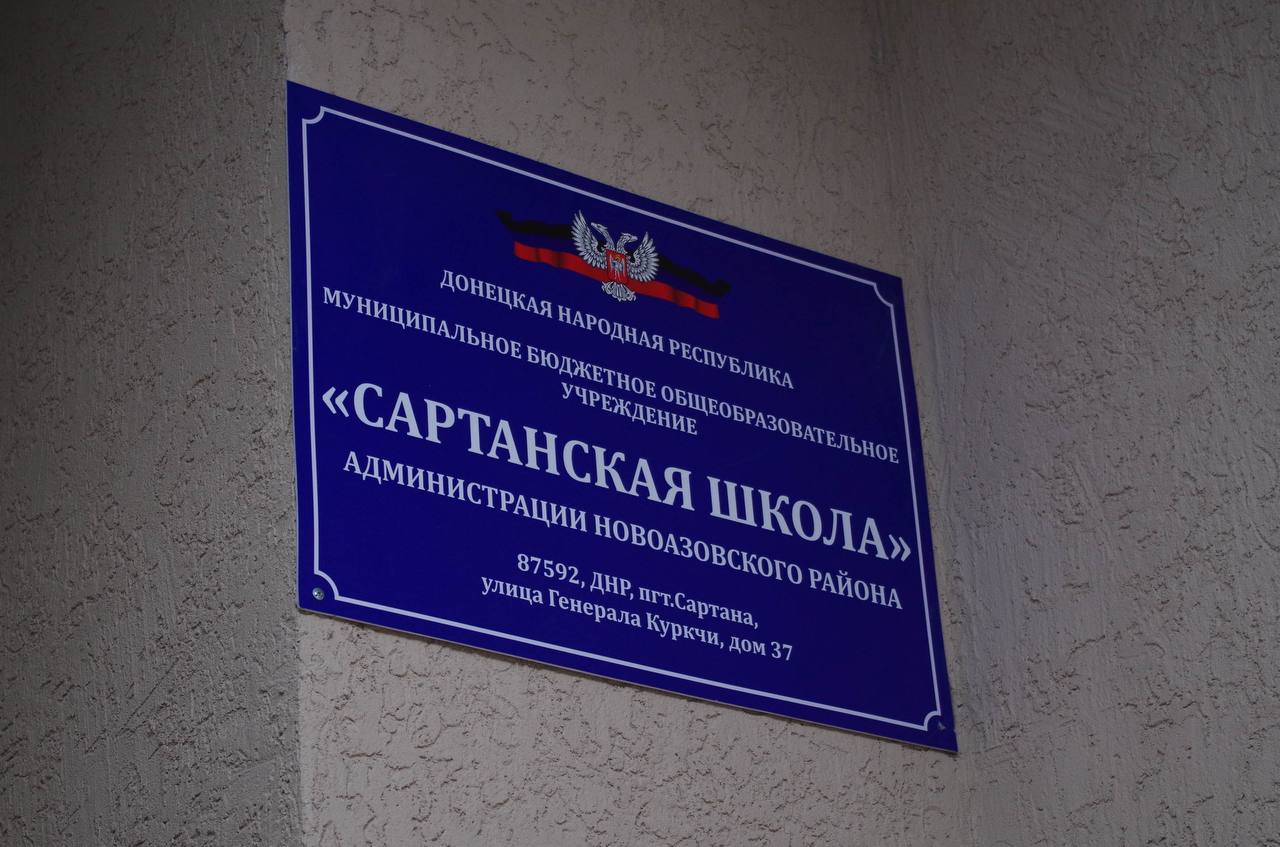 ДОНЕЦКАЯ НАРОДНАЯ РЕСПУБЛИКА
МУНИЦИПАЛЬНОЕ БЮДЖЕТНОЕ ОБЩЕОБРАЗОВАТЕЛЬНОЕ
УЧРЕЖДЕНИЕ
«САРТАНСКАЯ ШКОЛА»
АДМИНИСТРАЦИИ НОВОАЗОВСКОГО РАЙОНА
87592, ДНР, пгт.Сартана,
улица Генерала Куркчи, дом 37